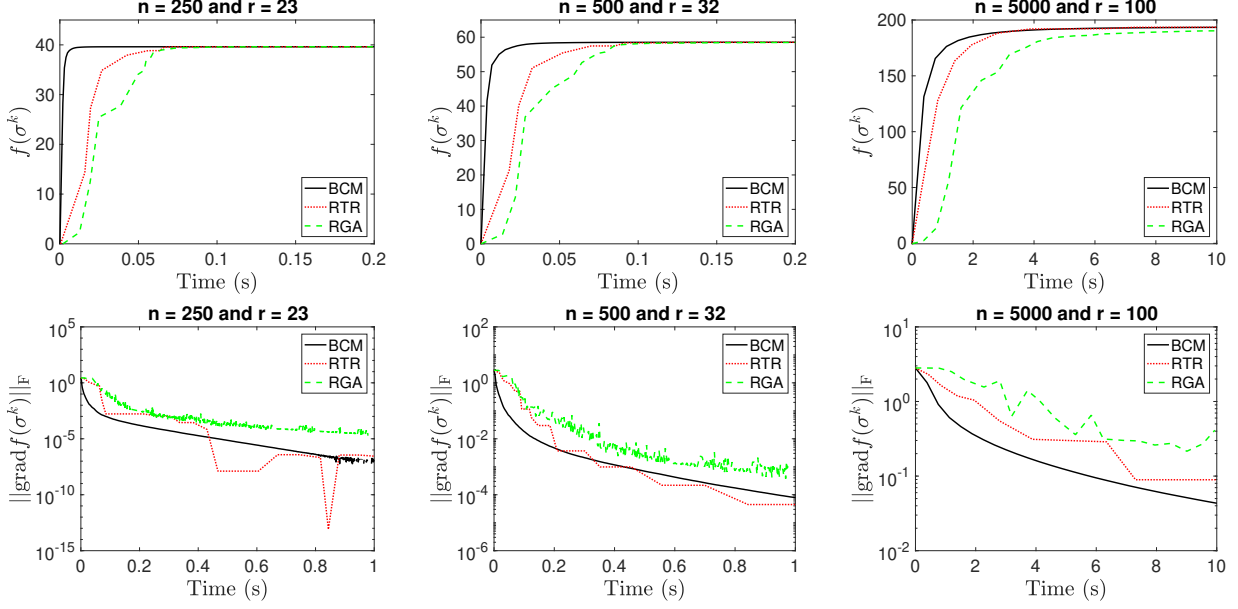 n = 250 and r = 23
f(σ^k)
40
30
20
10
0
BCM
RTR
RGA
0 0.05 0.1 0.15 0.2
Time (s)
n = 500 and r = 32
f(σ^k)
60
50
40
30
20
10
0
BCM
RTR
RGA
0 0.05 0.1 0.15 0.2
Time (s)
n = 5000 and r = 100
f(σ^k)
200
150
100
50
0
BCM
RTR
RGA
0 2 4 6 8 10
Time (s)
n = 250 and r = 23
||grad f(σ^k)||_F
10^5
10^0
10^-5
10^-10
10^-15
BCM
RTR
RGA
0 0.2 0.4 0.6 0.8 1
Time (s)
n = 500 and r = 32
||grad f(σ^k)||_F
10^2
10^0
10^-2
10^-4
10^-6
BCM
RTR
RGA
0 0.2 0.4 0.6 0.8 1
Time (s)
n = 5000 and r = 100
||grad f(σ^k)||_F
10^1
10^0
10^-1
10^-2
BCM
RTR
RGA
0 2 4 6 8 10
Time (s)